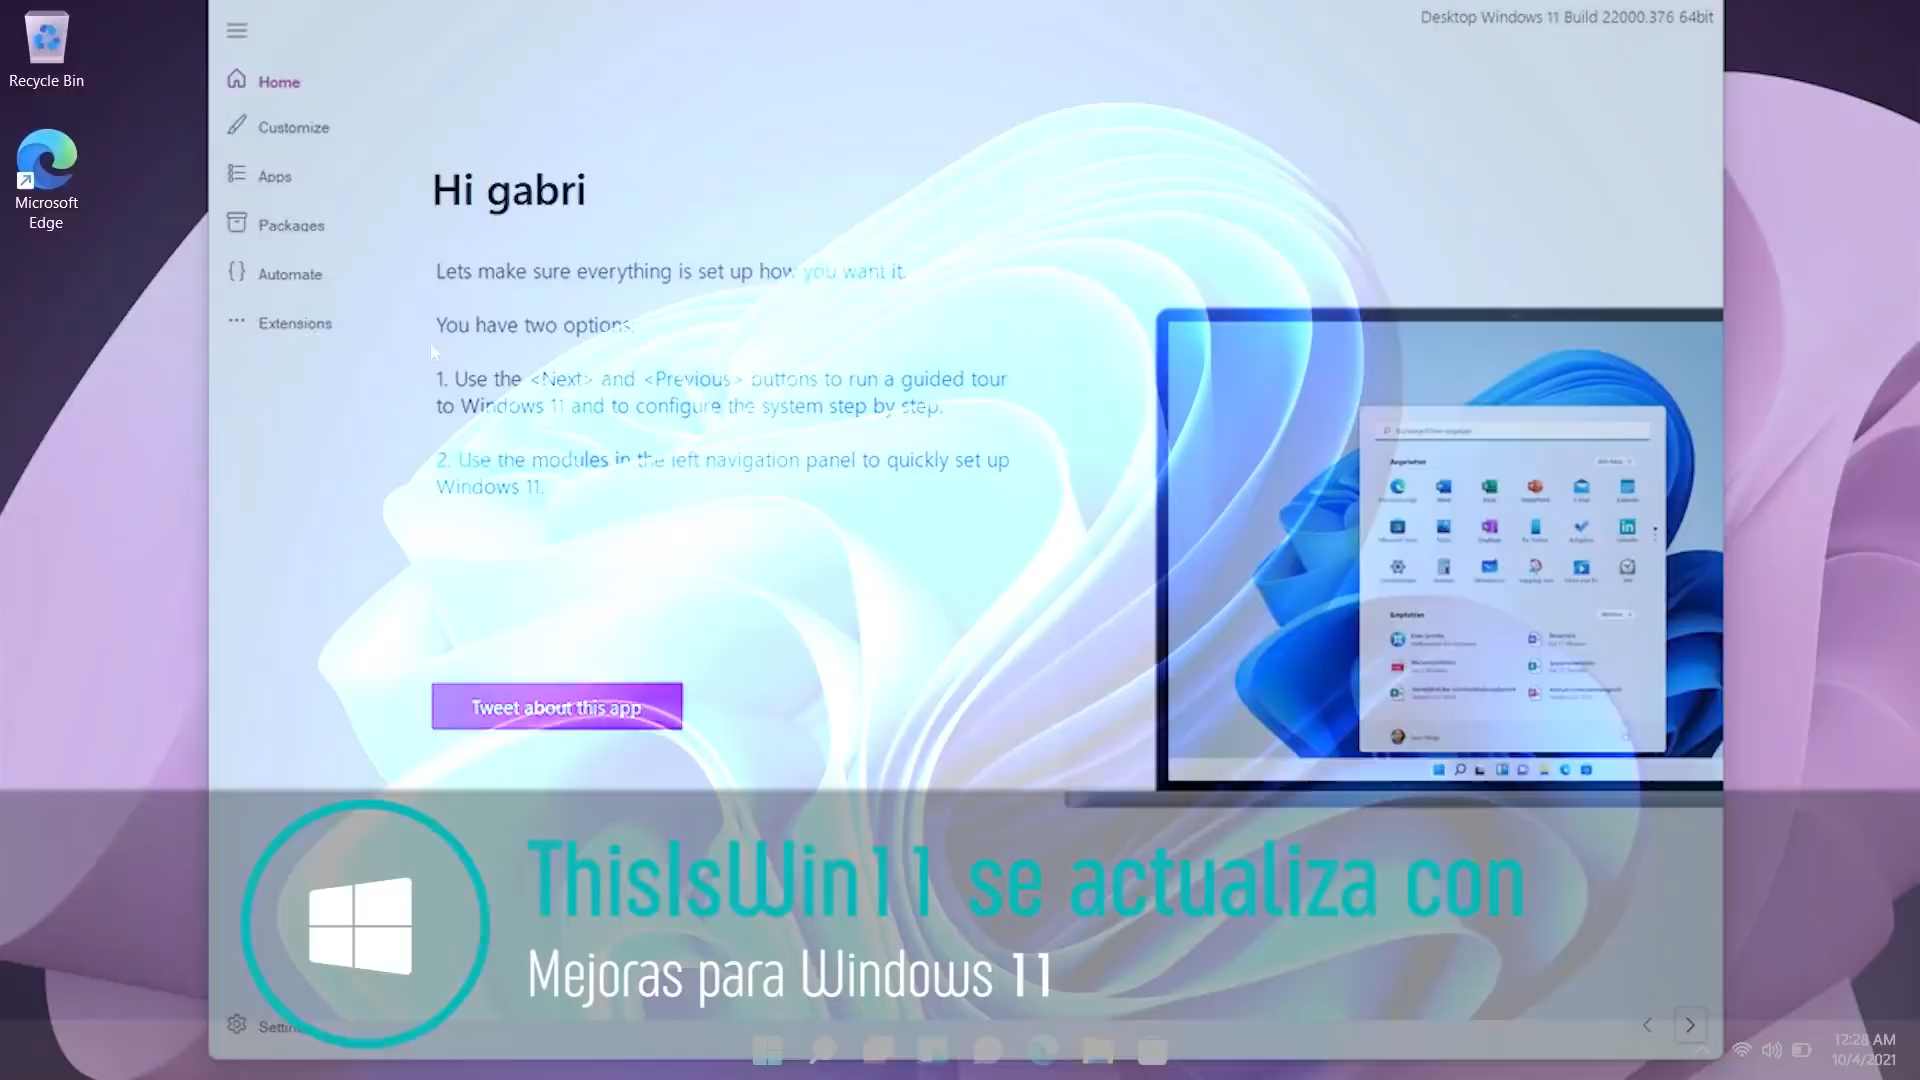 Recycle Bin
Microsoft
Edge
Desktop Windows 11 Build 22000.376 64bit
Home
Customize
Apps
Packages
Automate
Extensions
Hi gabri
Lets make sure everything is set up how you want it.
You have two options:
1. Use the <Next> and <Previous> buttons to run a guided tour
to Windows 11 and to configure the system step by step.
2. Use the modules in the left navigation panel to quickly set up
Windows 11.
Tweet about this app
Angeheftet
Empfohlen
ThisIsWin11 se actualiza con
Mejoras para Windows 11
12:28 AM
10/4/2021